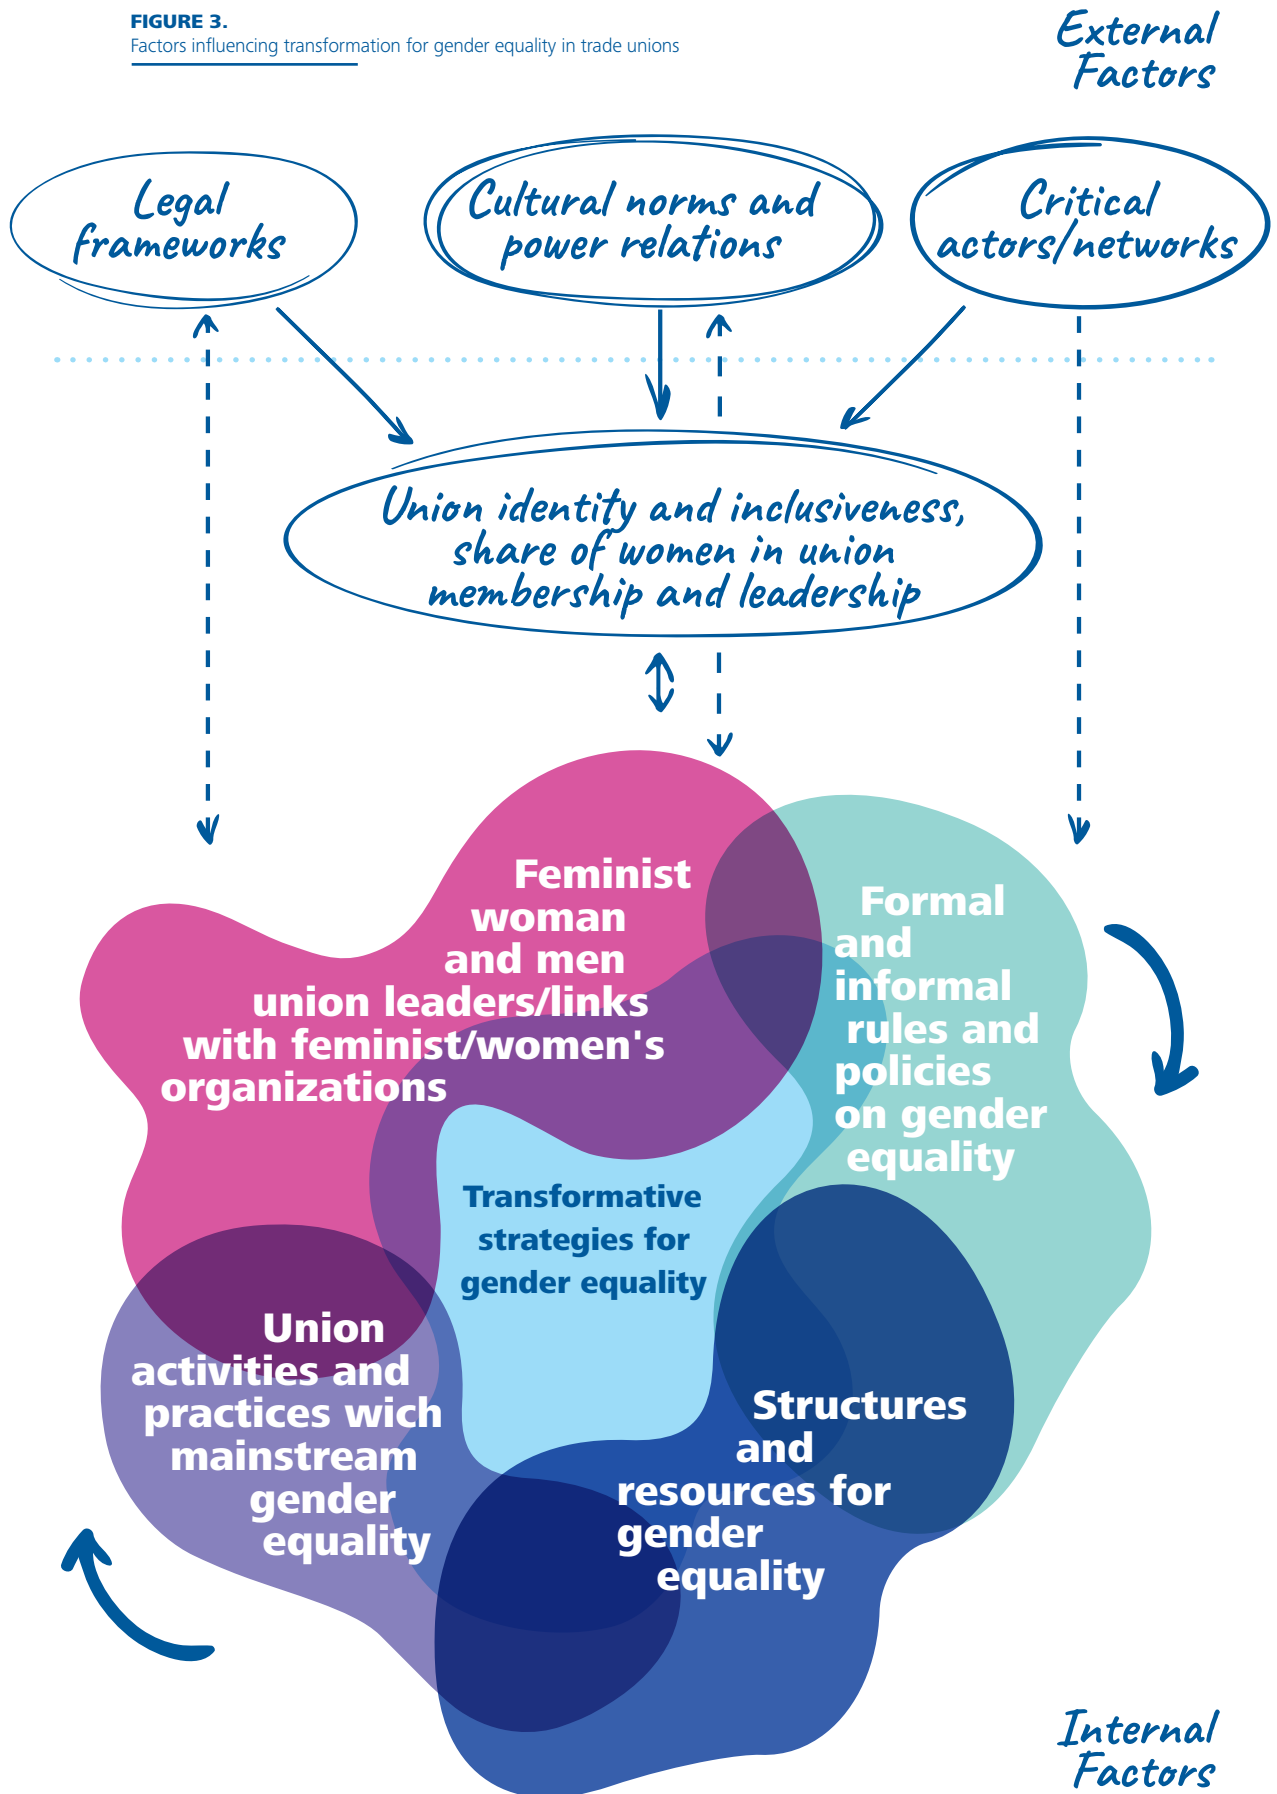 FIGURE 3.
Factors influencing transformation for gender equality in trade unions
External
Factors
Legal
frameworks
Cultural norms and
power relations
Critical
actors/networks
Union identity and inclusiveness,
share of women in union
membership and leadership
Feminist
woman
and men
union leaders/links
with feminist/women's
organizations
Formal
and
informal
rules and
policies
on gender
equality
Transformative
strategies for
gender equality
Union
activities and
practices wich
mainstream
gender
equality
Structures
and
resources for
gender
equality
Internal
Factors